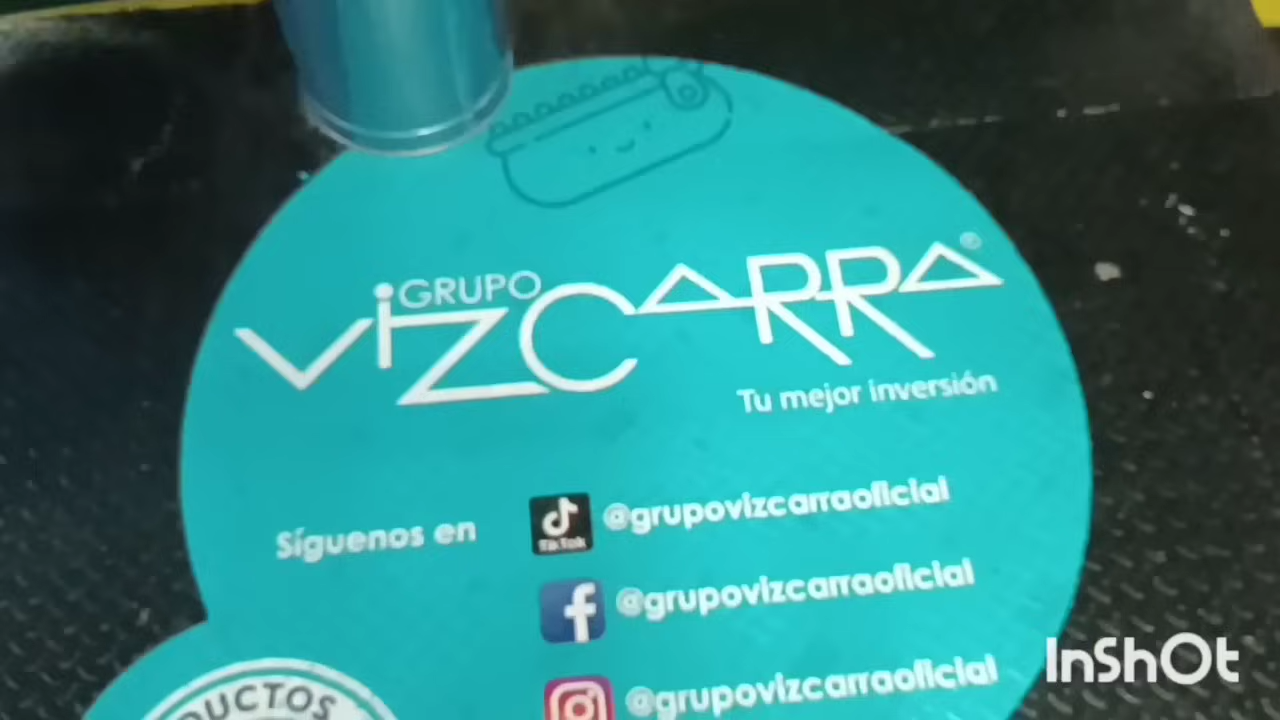 GRUPO
VIZCARRA®
Tu mejor inversión
Síguenos en
TikTok
@grupovizcarraoficial
@grupovizcarraoficial
@grupovizcarraoficial
InShOt